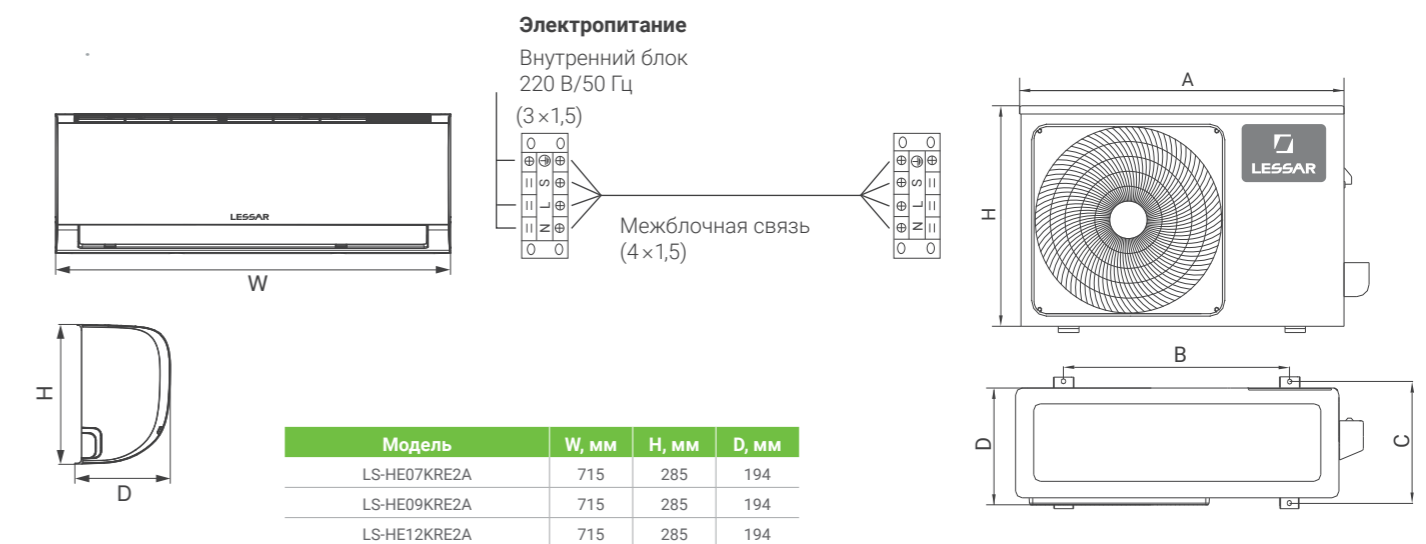 Электропитание
Внутренний блок
220 В/50 Гц
(3×1,5)
S
L
N
Межблочная связь
(4×1,5)
S
L
N
LESSAR
W
H
D
A
H
LESSAR
B
D
C
Модель W, мм H, мм D, мм
LS-HE07KRE2A 715 285 194
LS-HE09KRE2A 715 285 194
LS-HE12KRE2A 715 285 194